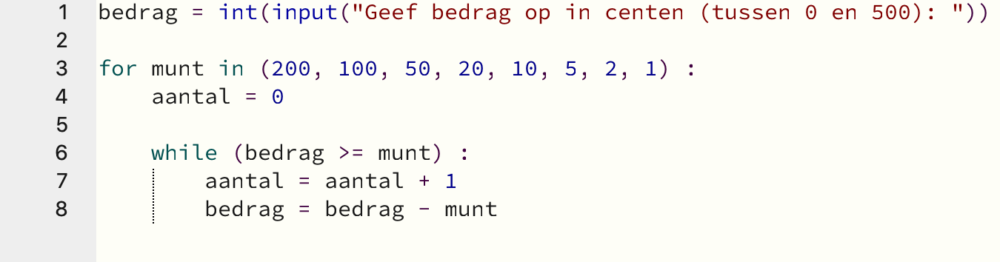 1 bedrag = int(input("Geef bedrag op in centen (tussen 0 en 500): "))
2
3 for munt in (200, 100, 50, 20, 10, 5, 2, 1) :
4     aantal = 0
5
6     while (bedrag >= munt) :
7         aantal = aantal + 1
8         bedrag = bedrag - munt